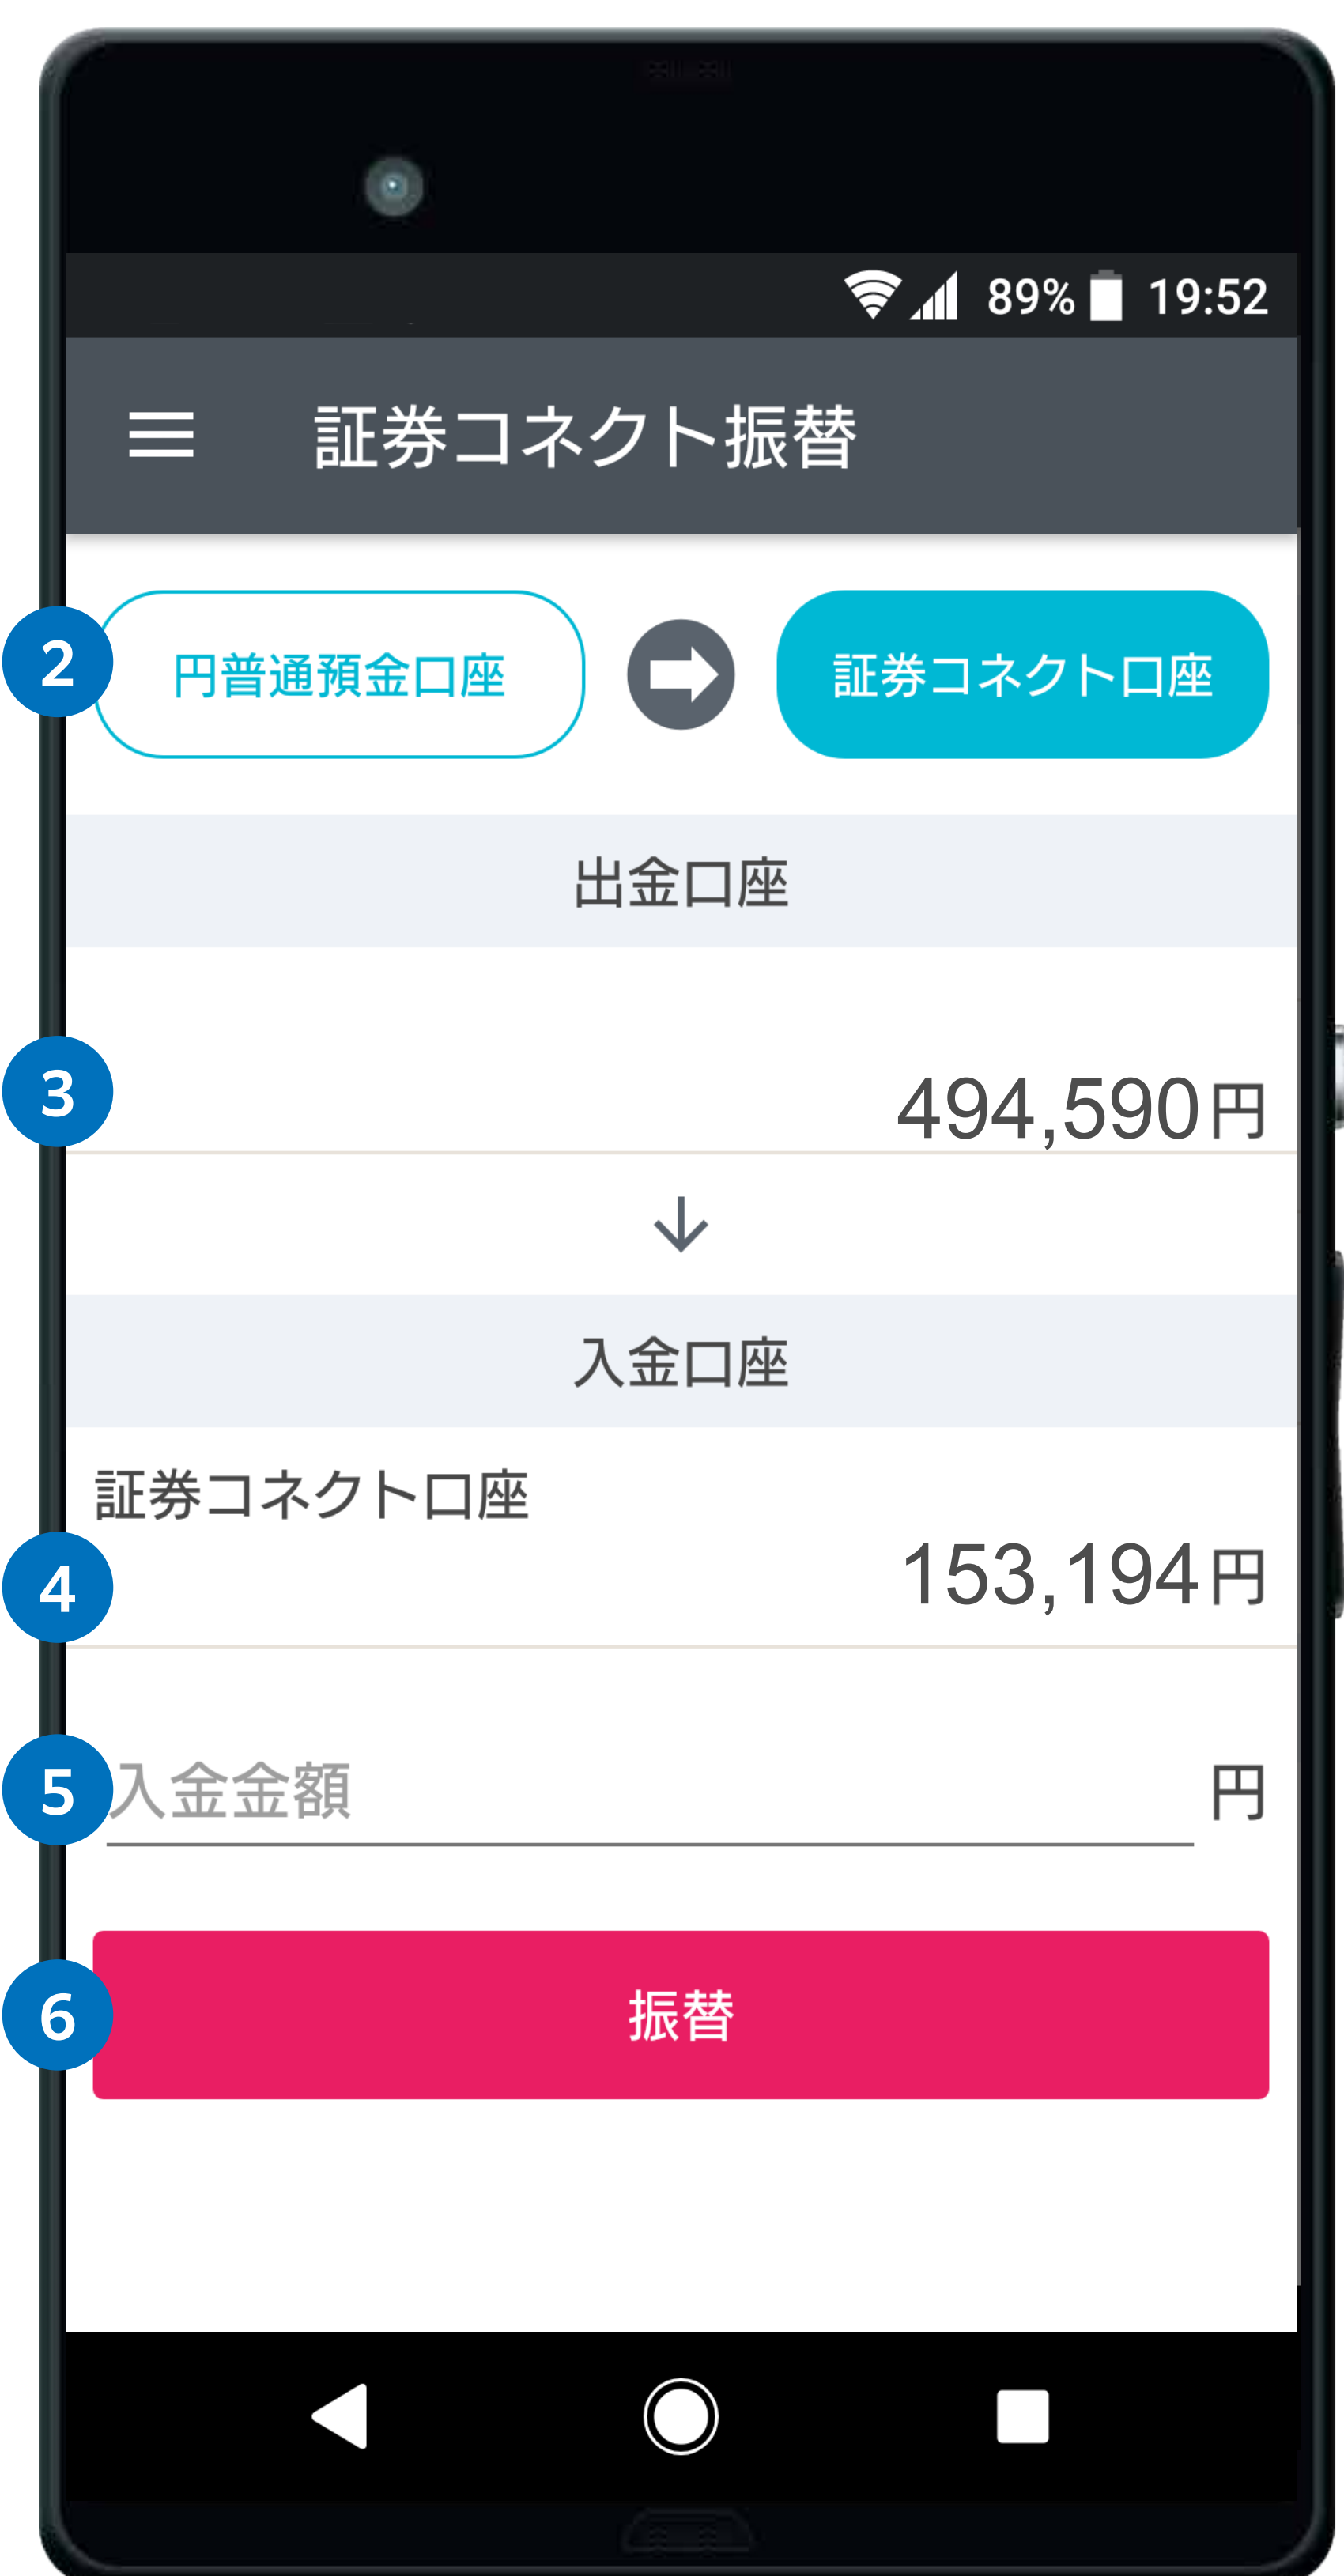 89% 19:52
証券コネクト振替
2 円普通預金口座 証券コネクト口座
出金口座
3 494,590円
入金口座
証券コネクト口座
4 153,194円
5 入金金額 円
6 振替